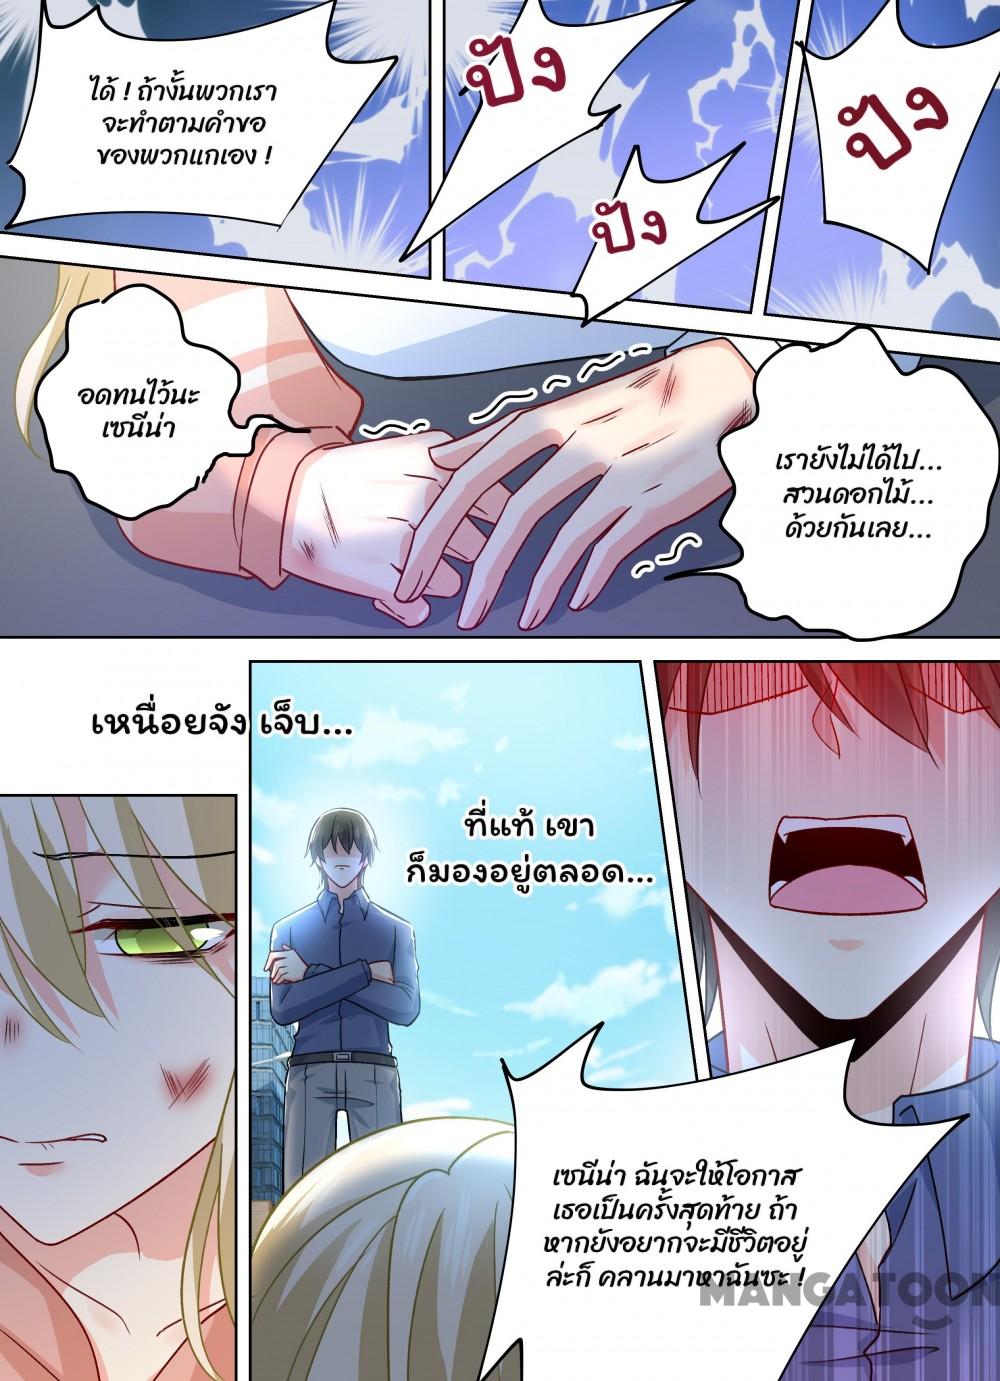 ได้ ! ถ้างั้นพวกเรา
จะทำตามคำขอ
ของพวกแกเอง !
ปัง
ปัง
ปัง
อดทนไว้นะ
เซนีน่า
เรายังไม่ได้ไป...
สวนดอกไม้...
ด้วยกันเลย...
เหนื่อยจัง เจ็บ...
ที่แท้ เขา
ก็มองอยู่ตลอด...
เซนีน่า ฉันจะให้โอกาส
เธอเป็นครั้งสุดท้าย ถ้า
หากยังอยากจะมีชีวิตอยู่
ล่ะก็ คลานมาหาฉันซะ !
MANGATOON